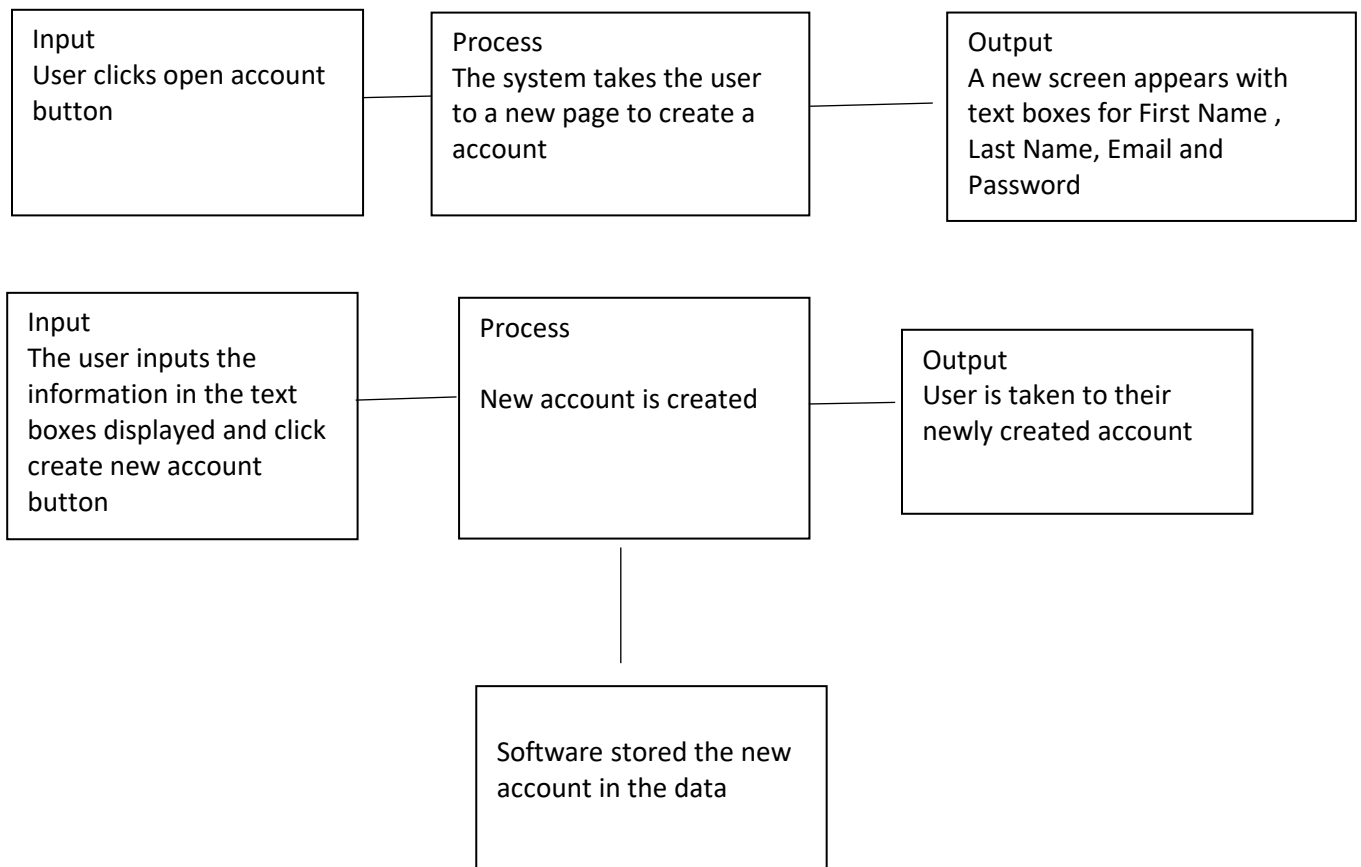 Input
User clicks open account
button
Process
The system takes the user
to a new page to create a
account
Output
A new screen appears with
text boxes for First Name ,
Last Name, Email and
Password
Input
The user inputs the
information in the text
boxes displayed and click
create new account
button
Process
New account is created
Output
User is taken to their
newly created account
Software stored the new
account in the data